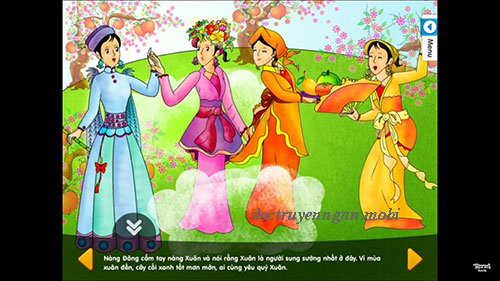 Menu
doctruyenngan.mobi
Nàng Đông cầm tay nàng Xuân và nói rằng Xuân là người sung sướng nhất ở đây. Vì mùa
xuân đến, cây cối xanh tốt mơn mởn, ai cũng yêu quý Xuân.